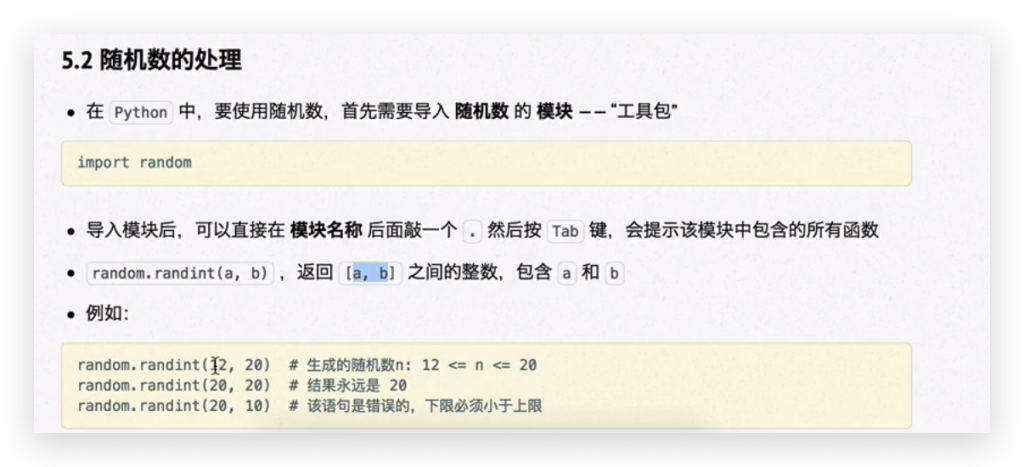 5.2 随机数的处理
• 在 Python 中，要使用随机数，首先需要导入 随机数 的 模块 —— “工具包”
import random
• 导入模块后，可以直接在 模块名称 后面敲一个 . 然后按 Tab 键，会提示该模块中包含的所有函数
• random.randint(a, b) ，返回 [a, b] 之间的整数，包含 a 和 b
• 例如：
random.randint(12, 20)  # 生成的随机数n: 12 <= n <= 20
random.randint(20, 20)  # 结果永远是 20
random.randint(20, 10)  # 该语句是错误的，下限必须小于上限